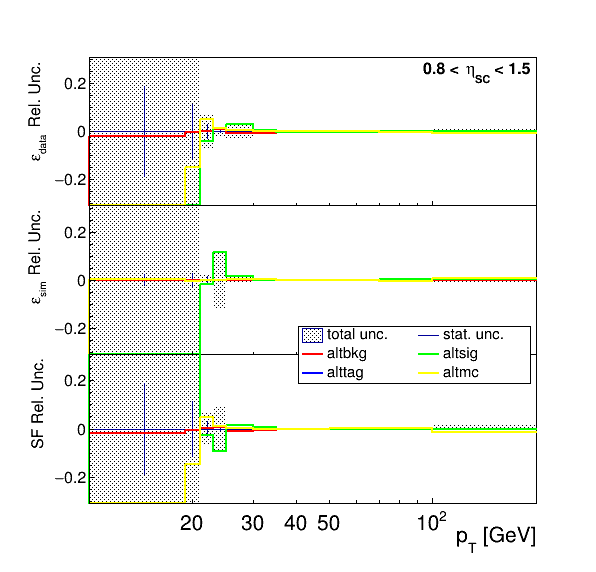 0.8 < η_SC < 1.5
ε_data Rel. Unc.
0.2
0
−0.2
ε_sim Rel. Unc.
0.2
0
−0.2
total unc. stat. unc.
altbkg altsig
alttag altmc
SF Rel. Unc.
0.2
0
−0.2
20 30 40 50 10²
p_T [GeV]